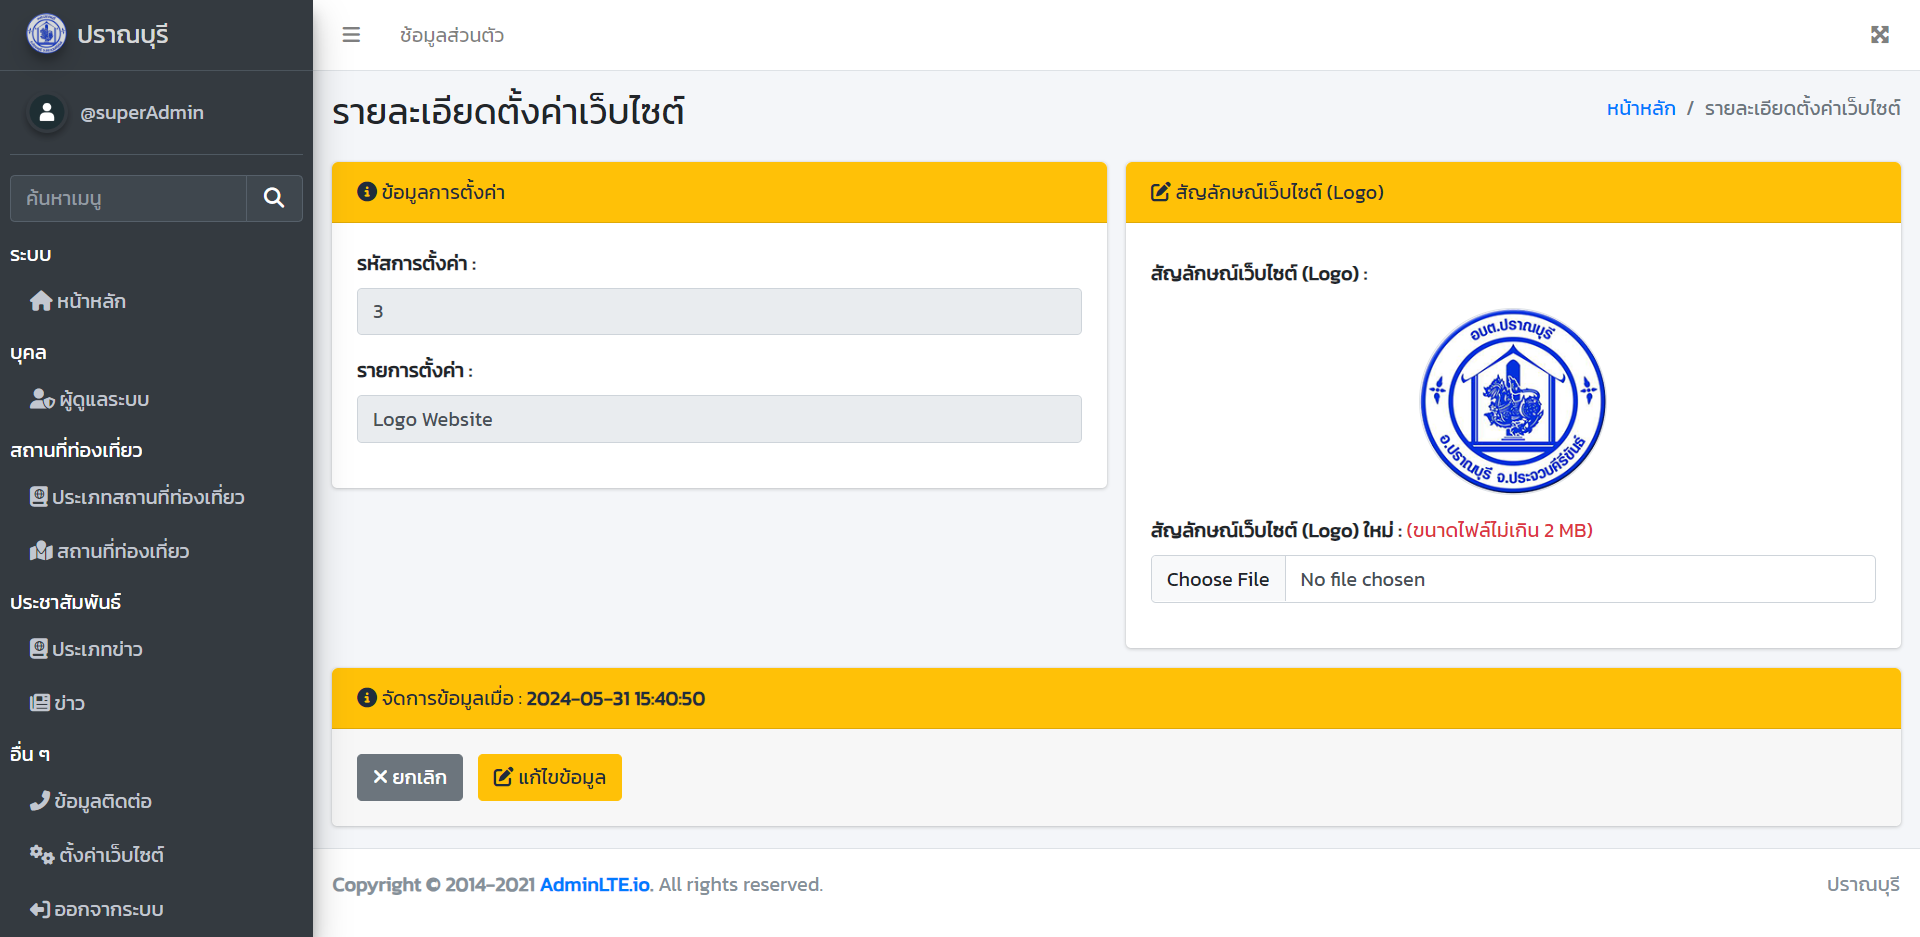 ปราณบุรี
@superAdmin
ค้นหาเมนู
ระบบ
หน้าหลัก
บุคล
ผู้ดูแลระบบ
สถานที่ท่องเที่ยว
ประเภทสถานที่ท่องเที่ยว
สถานที่ท่องเที่ยว
ประชาสัมพันธ์
ประเภทข่าว
ข่าว
อื่น ๆ
ข้อมูลติดต่อ
ตั้งค่าเว็บไซต์
ออกจากระบบ
ช้อมูลส่วนตัว
รายละเอียดตั้งค่าเว็บไซต์
หน้าหลัก / รายละเอียดตั้งค่าเว็บไซต์
ข้อมูลการตั้งค่า
รหัสการตั้งค่า :
3
รายการตั้งค่า :
Logo Website
สัญลักษณ์เว็บไซต์ (Logo)
สัญลักษณ์เว็บไซต์ (Logo) :
อบต.ปราณบุรี
อ.ปราณบุรี จ.ประจวบคีรีขันธ์
สัญลักษณ์เว็บไซต์ (Logo) ใหม่ : (ขนาดไฟล์ไม่เกิน 2 MB)
Choose File No file chosen
จัดการข้อมูลเมื่อ : 2024-05-31 15:40:50
ยกเลิก
แก้ไขข้อมูล
Copyright © 2014-2021 AdminLTE.io. All rights reserved.
ปราณบุรี